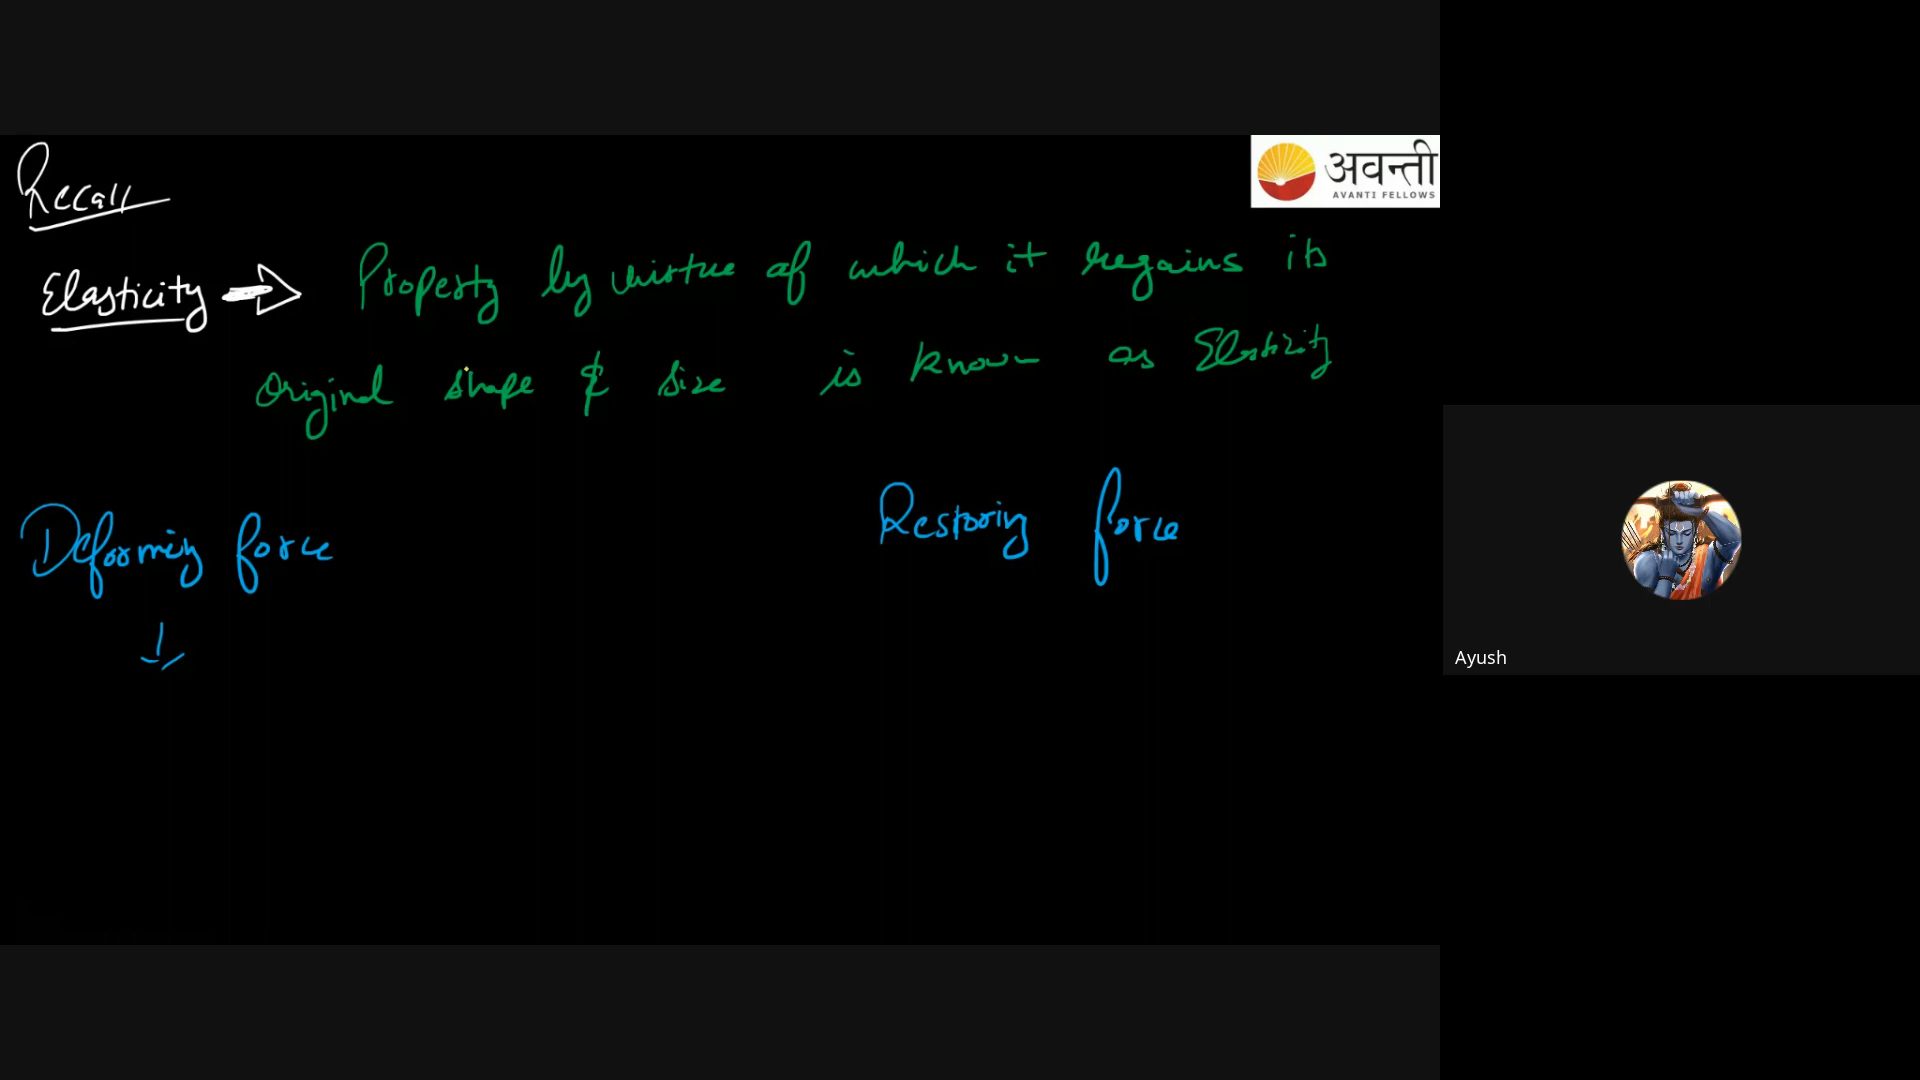 Recall
अवन्ती
AVANTI FELLOWS
Elasticity → Property by virtue of which it regains its
Original shape & size is known as Elasticity
Deforming force
Restoring force
Ayush